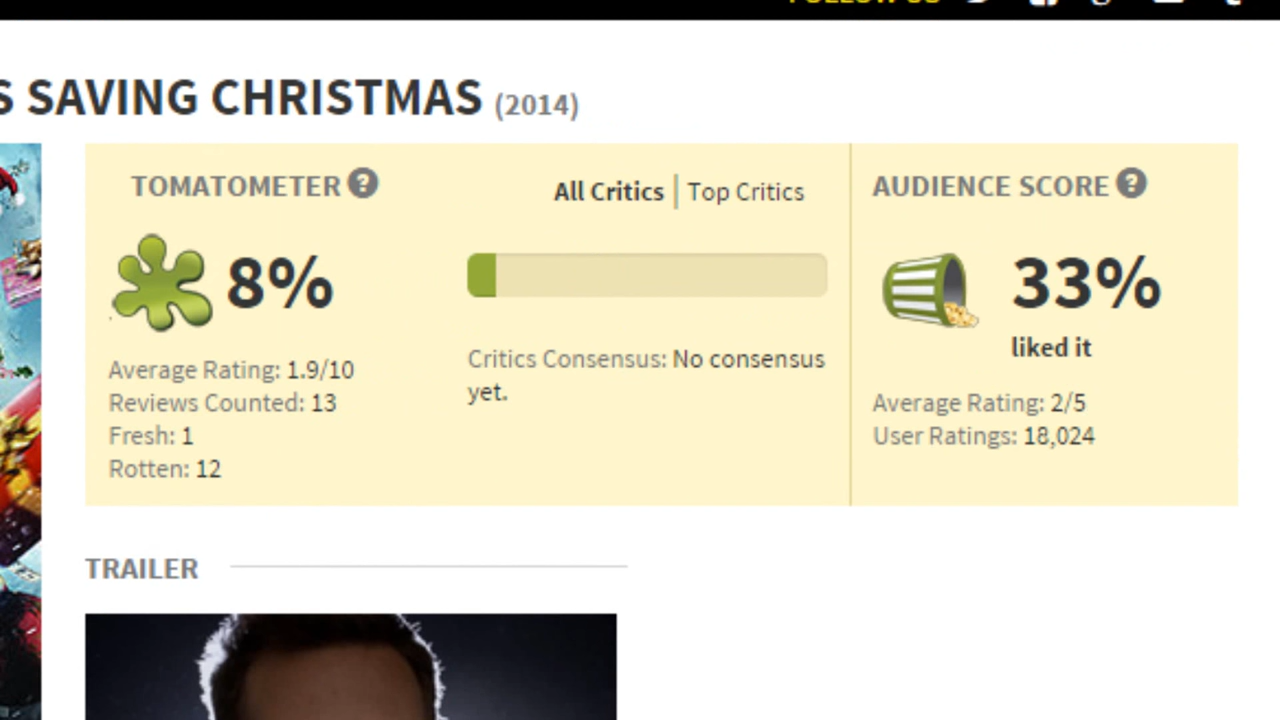 FOLLOW US
S SAVING CHRISTMAS (2014)
TOMATOMETER ?
All Critics | Top Critics
AUDIENCE SCORE ?
8%
33%
liked it
Average Rating: 1.9/10
Reviews Counted: 13
Fresh: 1
Rotten: 12
Critics Consensus: No consensus
yet.
Average Rating: 2/5
User Ratings: 18,024
TRAILER